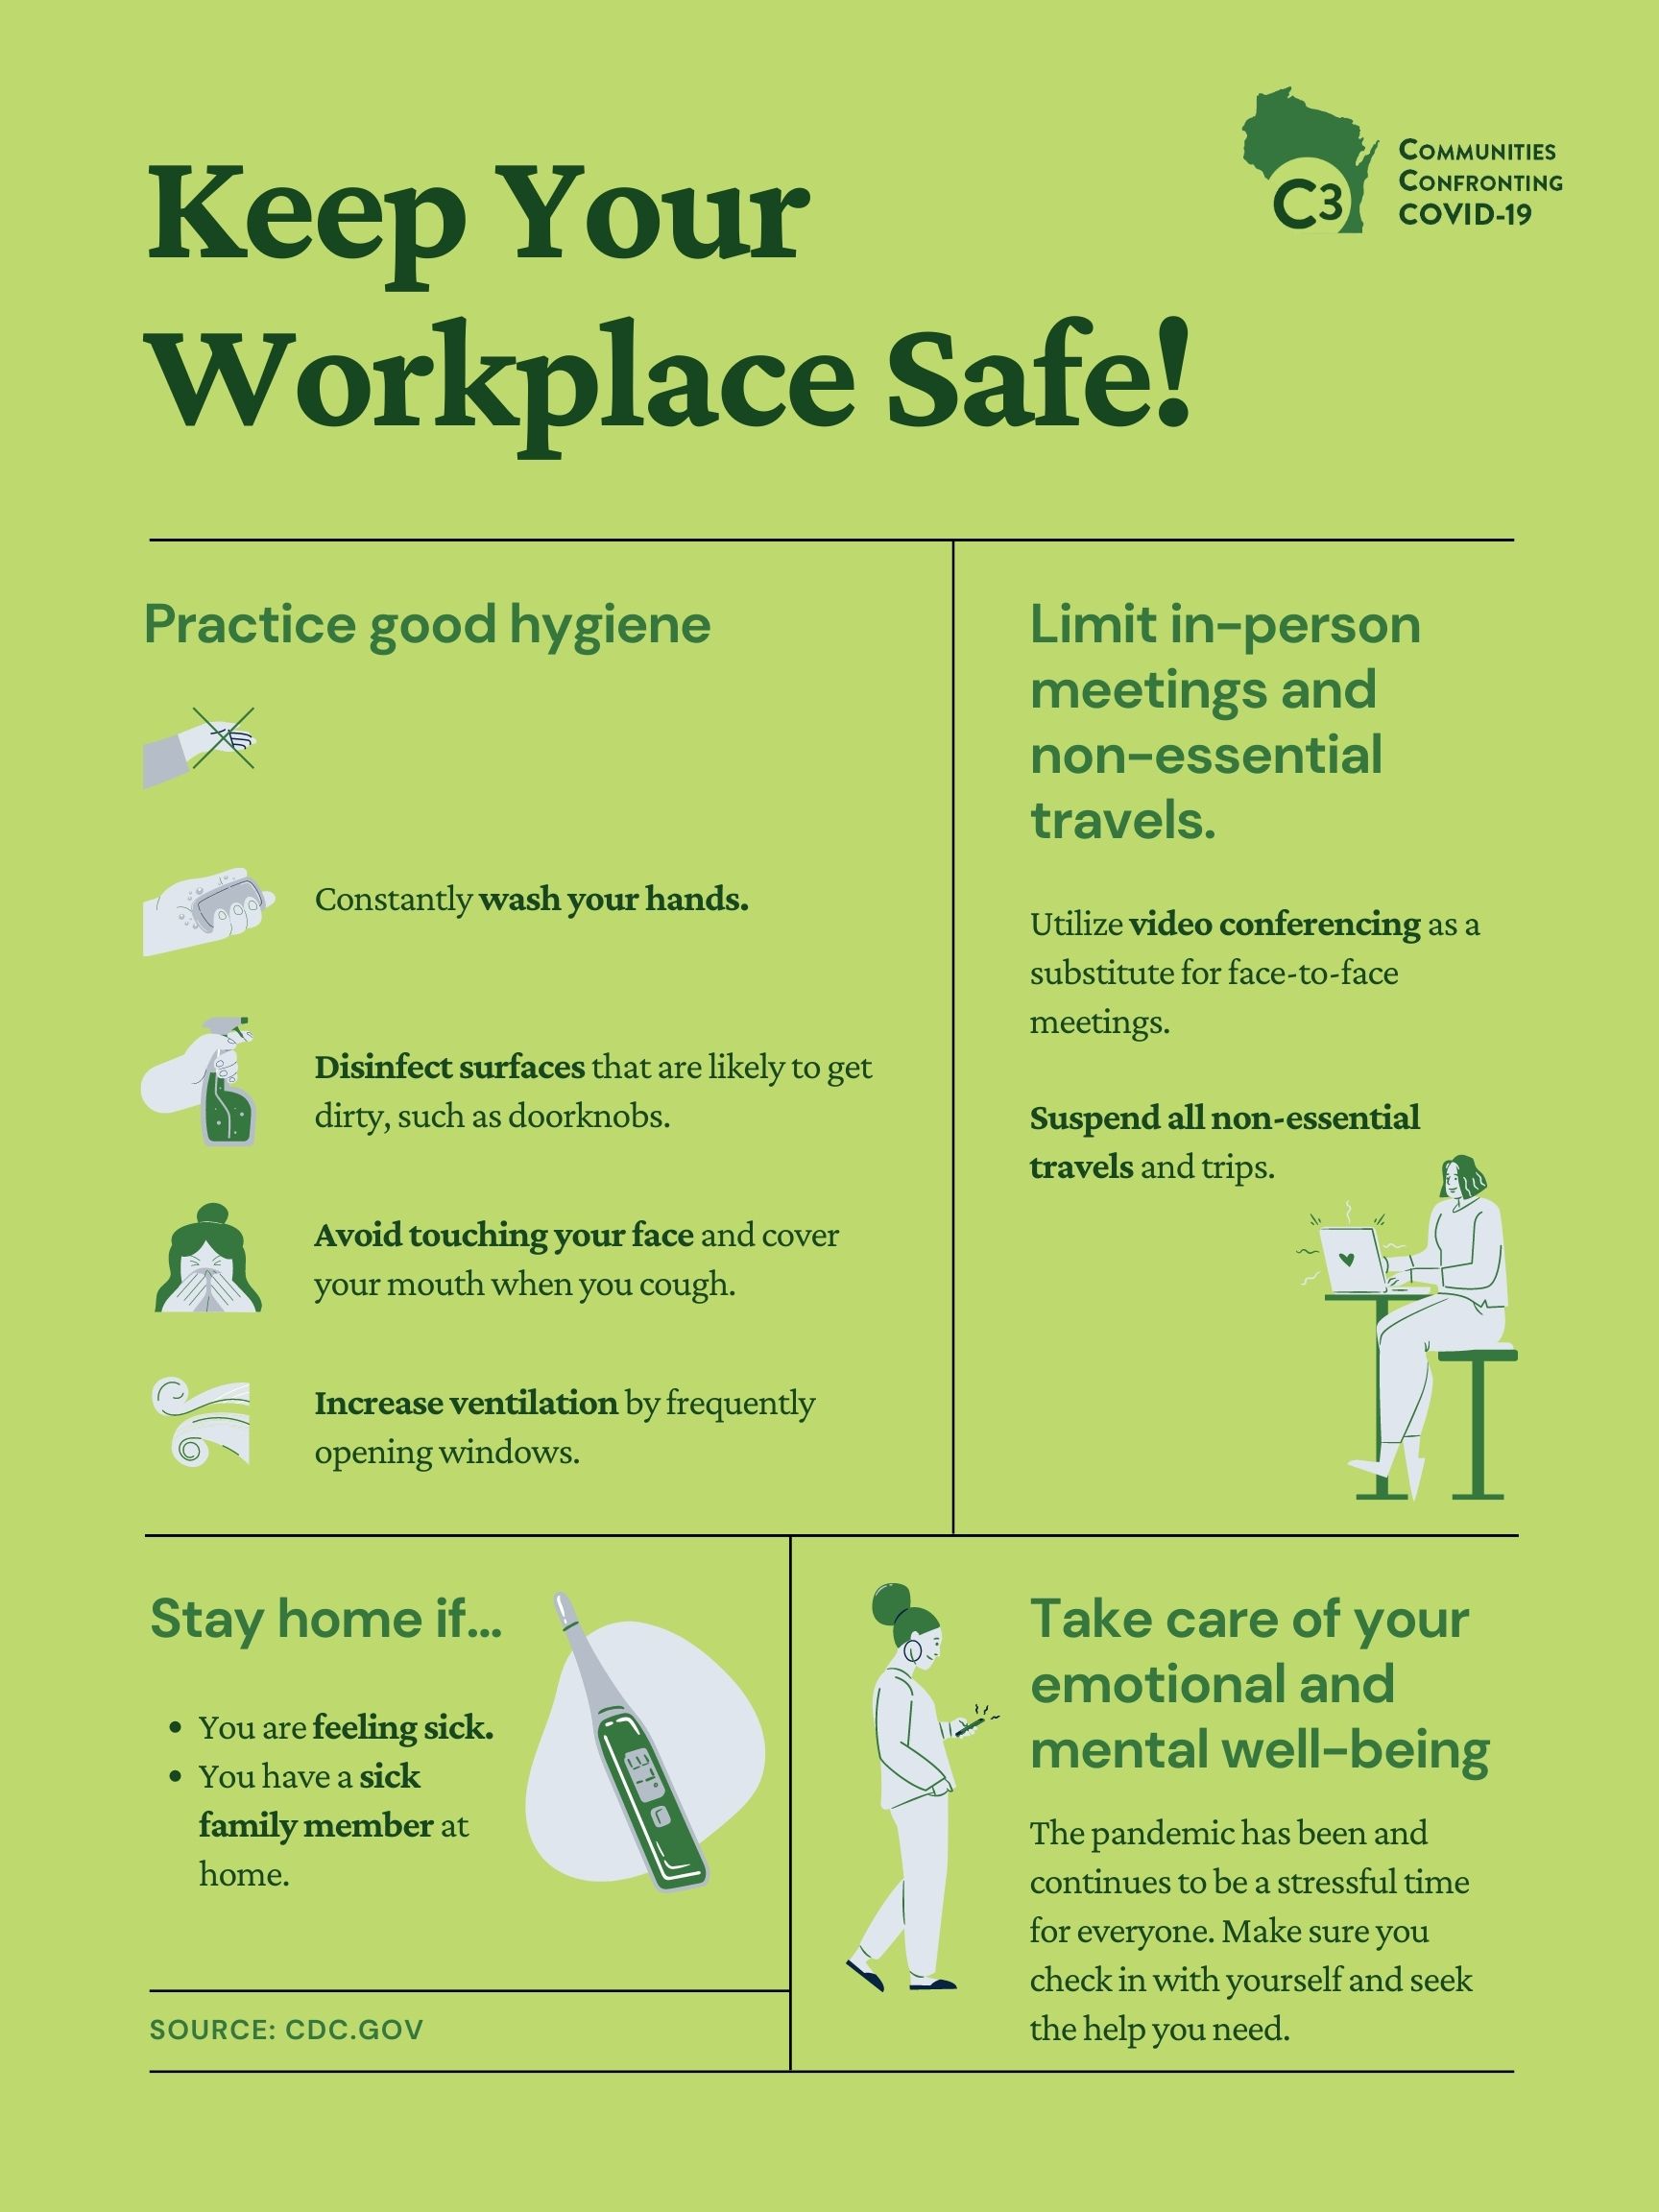 Keep Your
Workplace Safe!
C3
COMMUNITIES
CONFRONTING
COVID-19
Practice good hygiene
Constantly wash your hands.
Disinfect surfaces that are likely to get
dirty, such as doorknobs.
Avoid touching your face and cover
your mouth when you cough.
Increase ventilation by frequently
opening windows.
Limit in-person
meetings and
non-essential
travels.
Utilize video conferencing as a
substitute for face-to-face
meetings.
Suspend all non-essential
travels and trips.
Stay home if...
• You are feeling sick.
• You have a sick
family member at
home.
SOURCE: CDC.GOV
Take care of your
emotional and
mental well-being
The pandemic has been and
continues to be a stressful time
for everyone. Make sure you
check in with yourself and seek
the help you need.